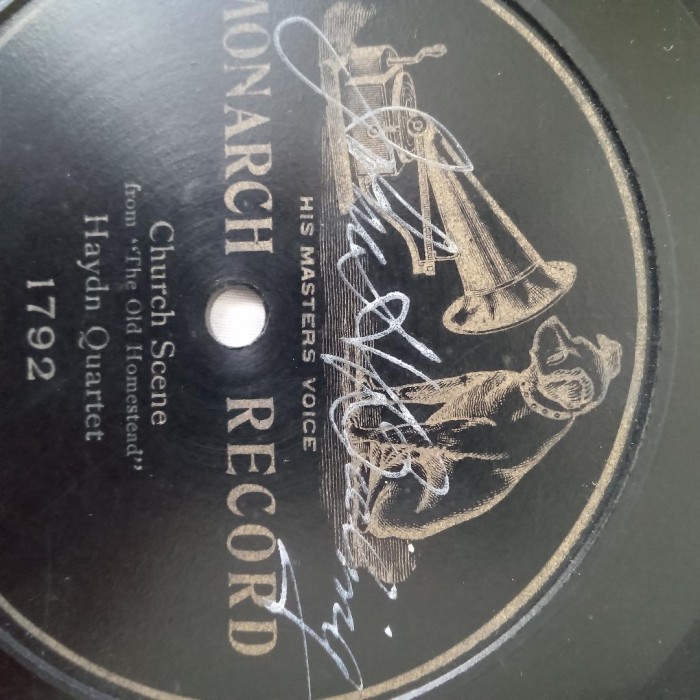 HIS MASTERS VOICE
MONARCH RECORD
Church Scene
from "The Old Homestead"
Haydn Quartet
1792